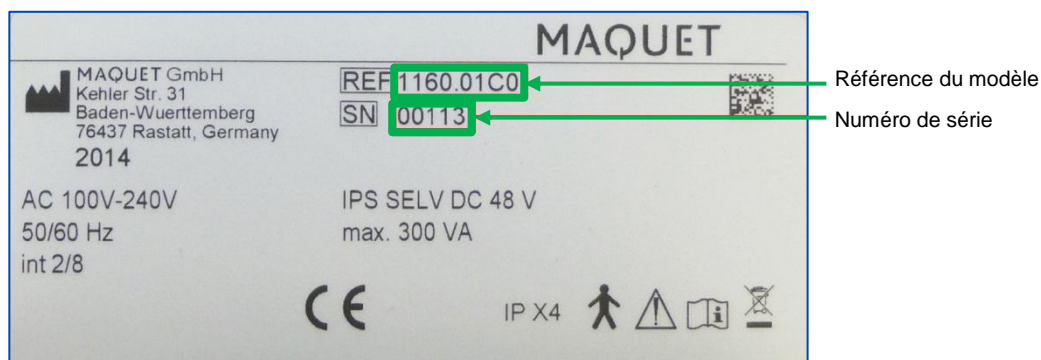 MAQUET
MAQUET GmbH
Kehler Str. 31
Baden-Wuerttemberg
76437 Rastatt, Germany
2014
REF 1160.01C0
SN 00113
Référence du modèle
Numéro de série
AC 100V-240V
50/60 Hz
int 2/8
IPS SELV DC 48 V
max. 300 VA
CE
IP X4